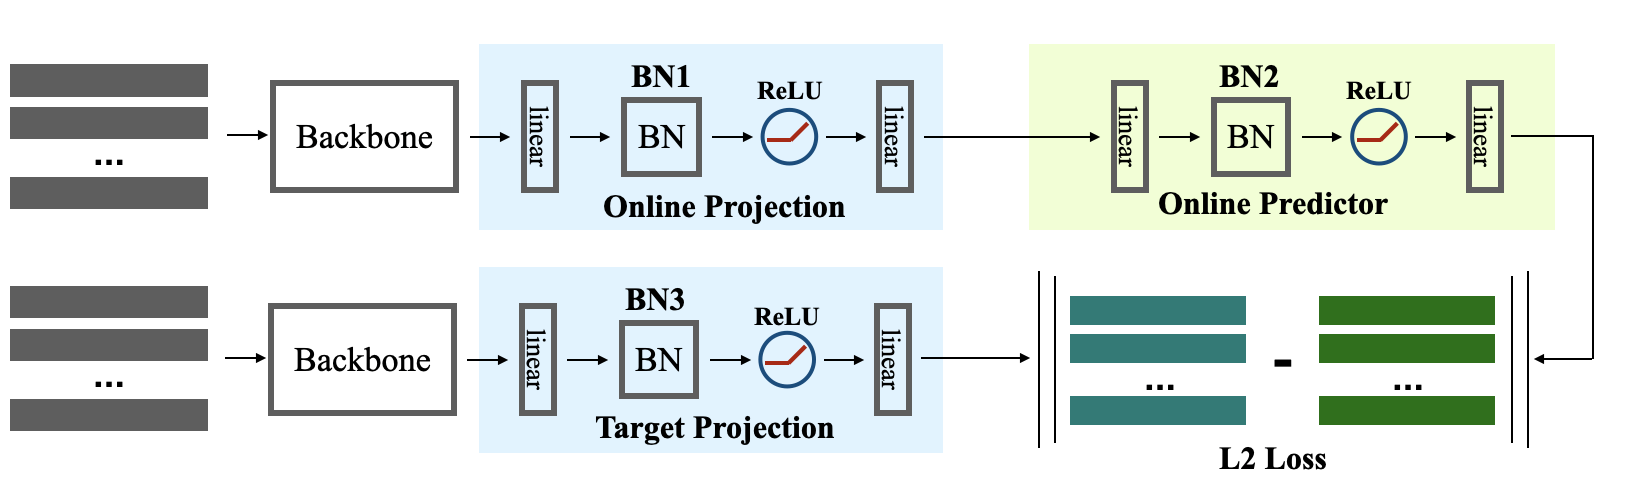 ...
Backbone
linear
BN1
BN
ReLU
linear
Online Projection
linear
BN2
BN
ReLU
linear
Online Predictor
...
Backbone
linear
BN3
BN
ReLU
linear
Target Projection
...
-
...
L2 Loss